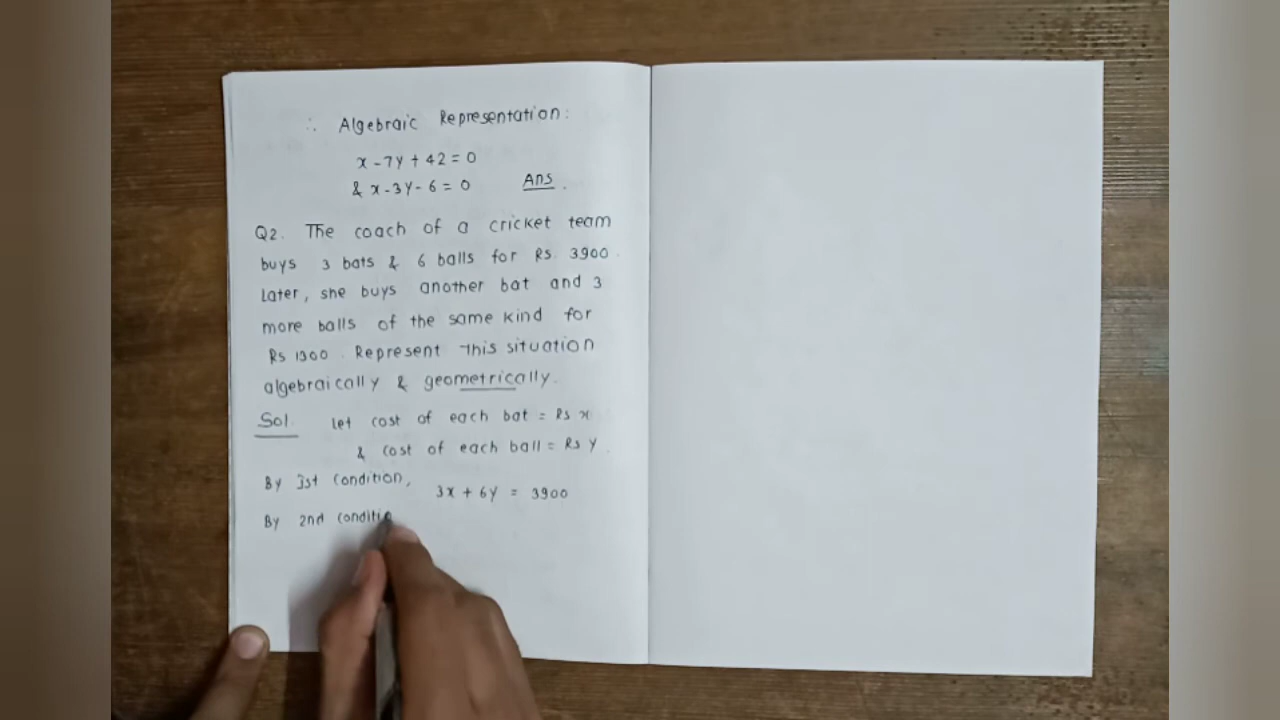 ∴ Algebraic Representation:
x - 7y + 42 = 0
& x - 3y - 6 = 0 Ans.
Q2. The coach of a cricket team
buys 3 bats & 6 balls for Rs. 3900.
Later, she buys another bat and 3
more balls of the same kind for
Rs 1300. Represent this situation
algebraically & geometrically.
Sol. let cost of each bat = Rs x
& cost of each ball = Rs y.
By Ist condition,
3x + 6y = 3900
By 2nd conditio